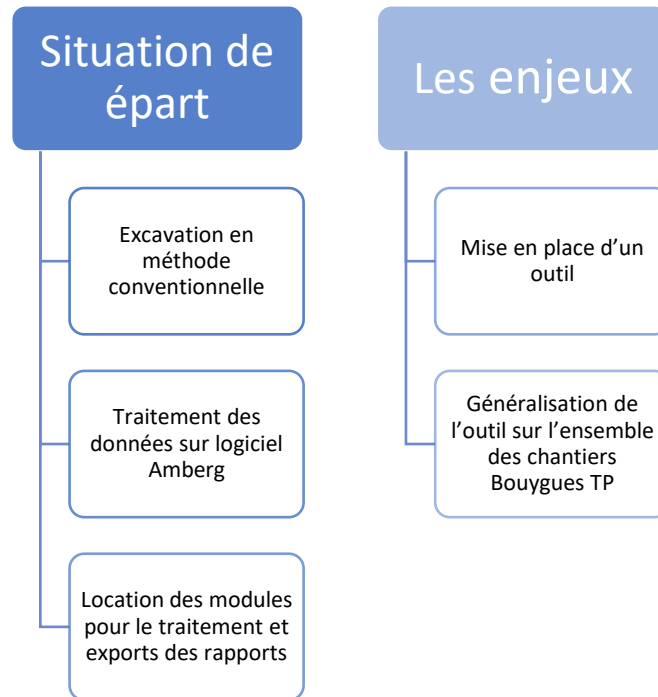 Situation de
épart
Excavation en
méthode
conventionnelle
Traitement des
données sur logiciel
Amberg
Location des modules
pour le traitement et
exports des rapports
Les enjeux
Mise en place d’un
outil
Généralisation de
l’outil sur l’ensemble
des chantiers
Bouygues TP